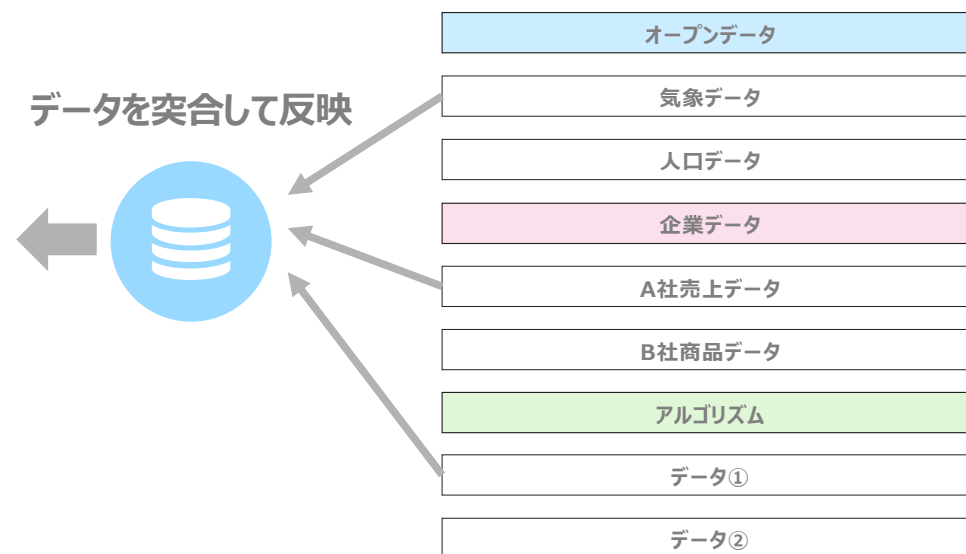 オープンデータ
データを突合して反映
気象データ
人口データ
企業データ
A社売上データ
B社商品データ
アルゴリズム
データ①
データ②